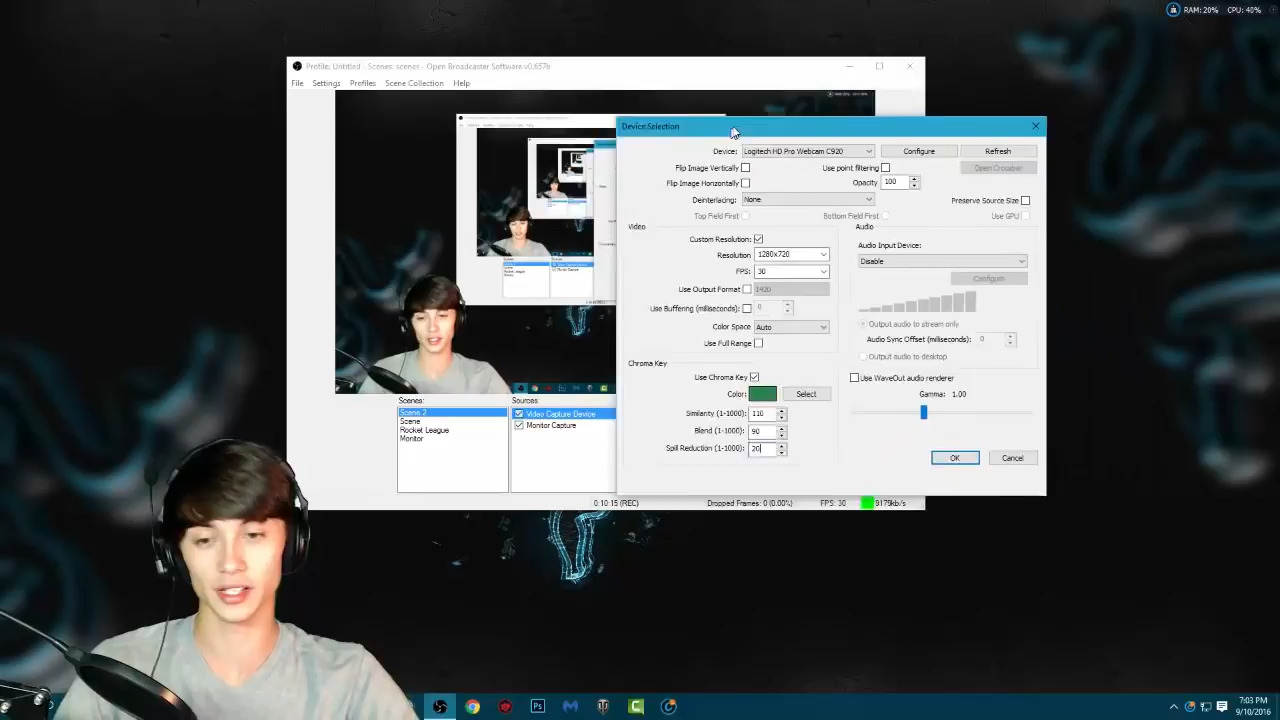 RAM: 20% CPU: 48%
Profile: Untitled - Scenes: scenes - Open Broadcaster Software v0.657b
File Settings Profiles Scene Collection Help
Device Selection
Device: Logitech HD Pro Webcam C920 Configure Refresh
Flip Image Vertically Use point filtering Open Crossbar
Flip Image Horizontally Opacity 100
Deinterlacing: None Preserve Source Size
Top Field First Bottom Field First Use GPU
Video Audio
Custom Resolution:
Audio Input Device:
Resolution 1280x720
Disable
FPS: 30
Configure
Use Output Format I420
Use Buffering (milliseconds): 0
Color Space Auto
Output audio to stream only
Use Full Range
Audio Sync Offset (milliseconds): 0
Output audio to desktop
Chroma Key
Use Chroma Key
Use WaveOut audio renderer
Color: Select
Gamma: 1.00
Similarity (1-1000): 110
Blend (1-1000): 90
Spill Reduction (1-1000): 20
OK Cancel
Scenes: Sources
Scene 2
Scene
Rocket League
Monitor
Video Capture Device
Monitor Capture
0:10:15 (REC) Dropped Frames: 0 (0.00%) FPS: 30 9179kb/s
Ps
7:03 PM
9/10/2016